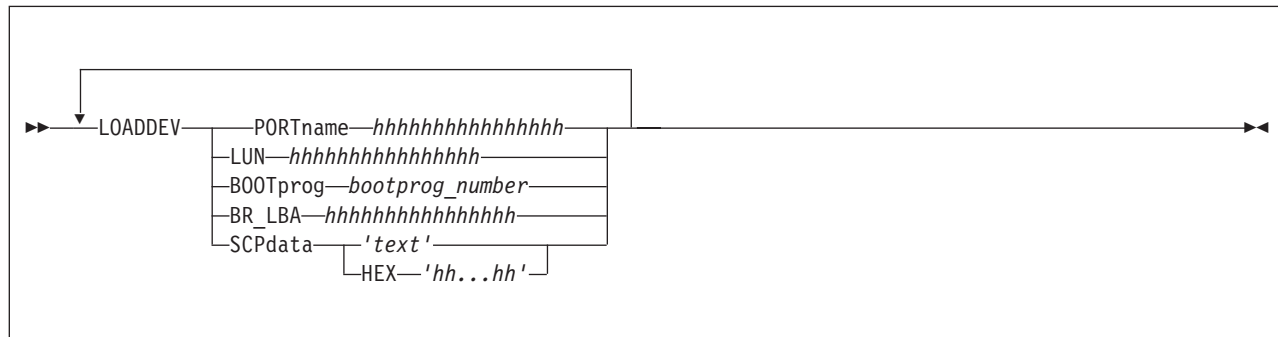 LOADDEV PORTname hhhhhhhhhhhhhhhh
LUN hhhhhhhhhhhhhhhh
BOOTprog bootprog_number
BR_LBA hhhhhhhhhhhhhhhh
SCPdata 'text'
HEX 'hh...hh'